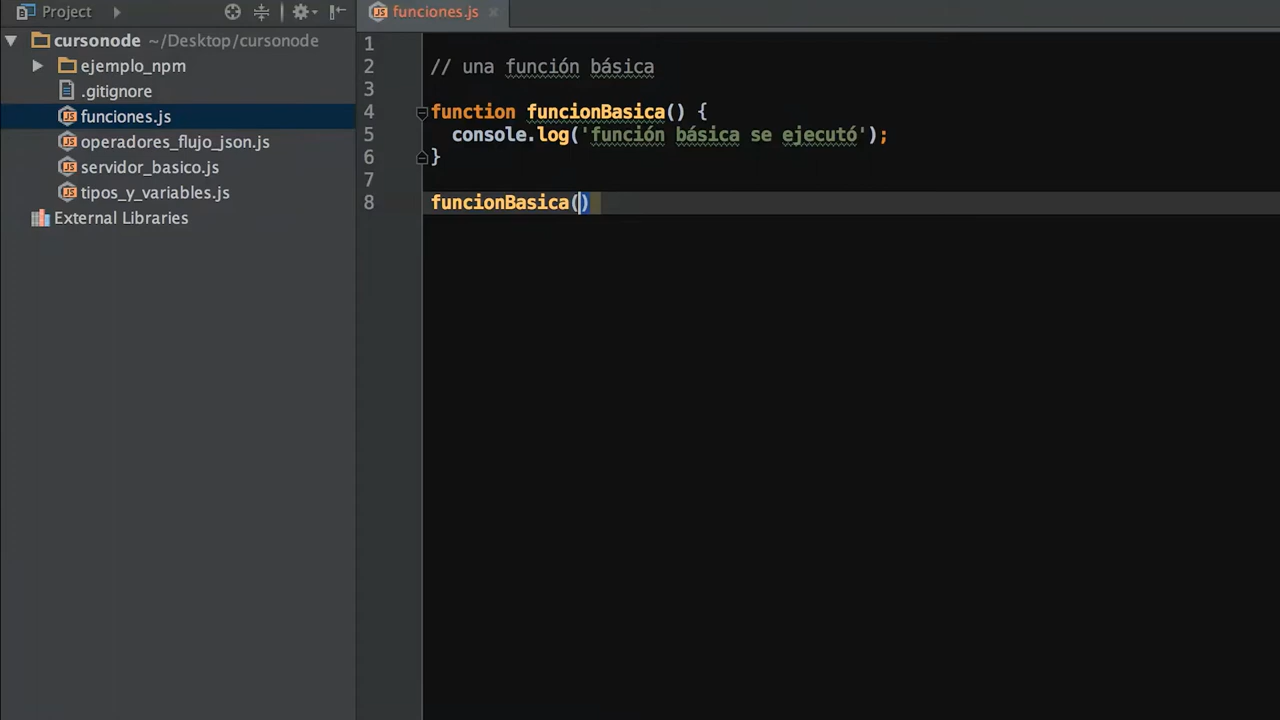 Project
funciones.js
cursonode ~/Desktop/cursonode
ejemplo_npm
.gitignore
funciones.js
operadores_flujo_json.js
servidor_basico.js
tipos_y_variables.js
External Libraries
1
2 // una función básica
3
4 function funcionBasica() {
5 console.log('función básica se ejecutó');
6 }
7
8 funcionBasica()